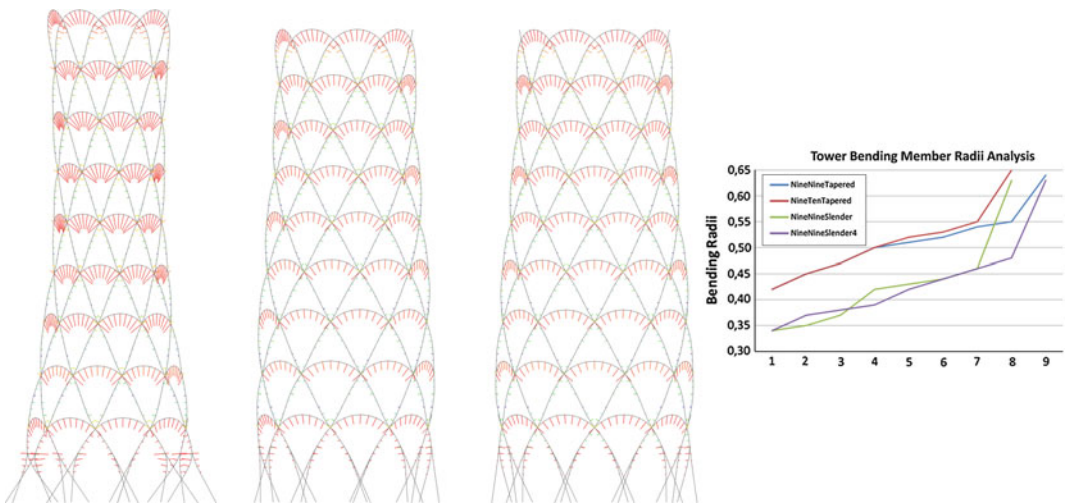 Tower Bending Member Radii Analysis
0,65
0,60
0,55
0,50
0,45
0,40
0,35
0,30
Bending Radii
NineNineTapered
NineTenTapered
NineNineSlender
NineNineSlender4
1 2 3 4 5 6 7 8 9